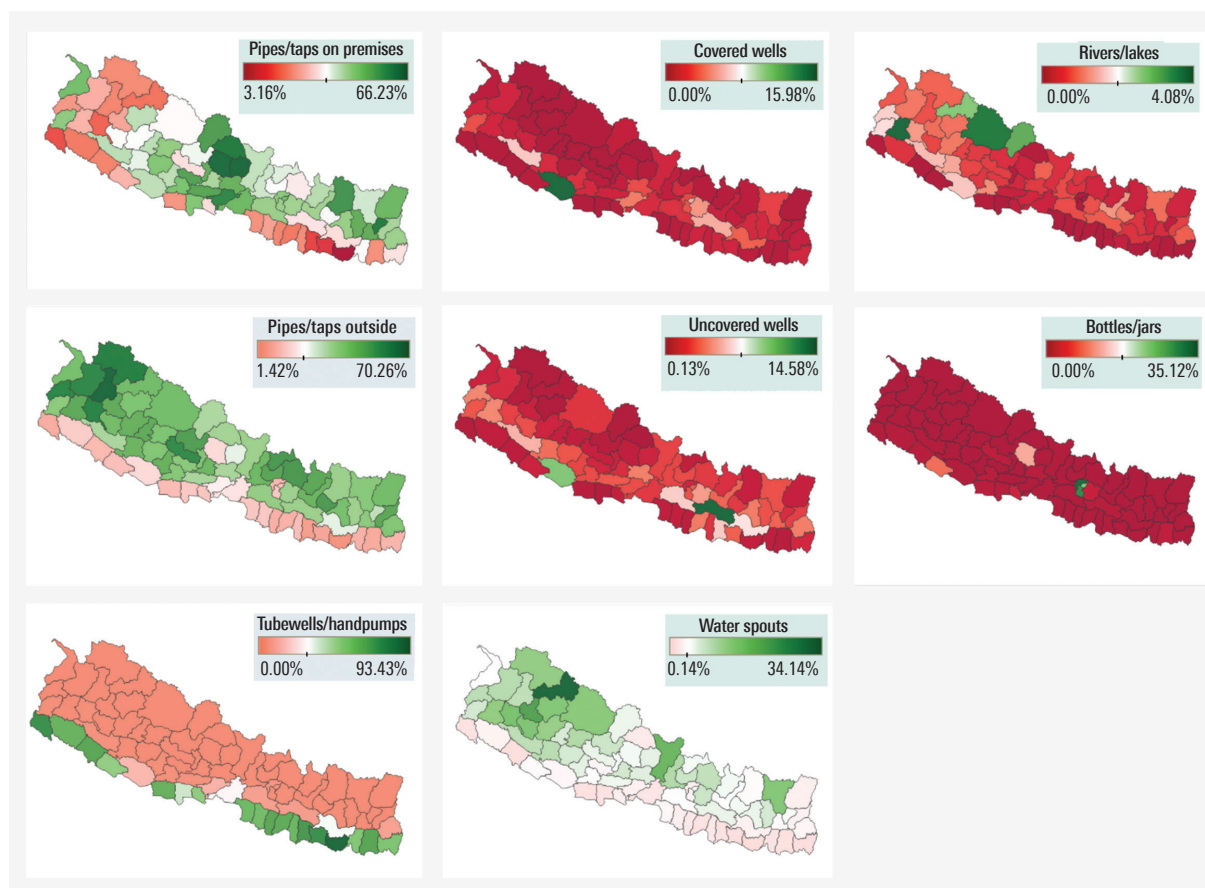 Pipes/taps on premises
3.16% 66.23%
Covered wells
0.00% 15.98%
Rivers/lakes
0.00% 4.08%
Pipes/taps outside
1.42% 70.26%
Uncovered wells
0.13% 14.58%
Bottles/jars
0.00% 35.12%
Tubewells/handpumps
0.00% 93.43%
Water spouts
0.14% 34.14%